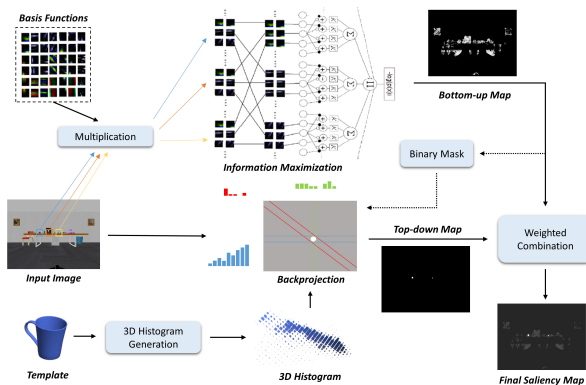 Basis Functions
Multiplication
Information Maximization
Bottom-up Map
Binary Mask
Input Image
Backprojection
Top-down Map
Weighted
Combination
3D Histogram
Generation
Template
3D Histogram
Final Saliency Map